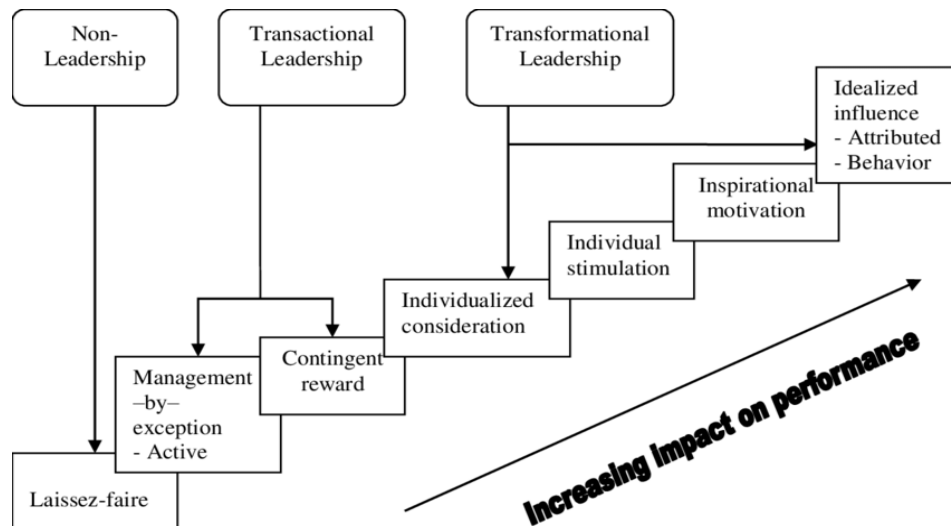 Non-
Leadership
Transactional
Leadership
Transformational
Leadership
Idealized
influence
- Attributed
- Behavior
Inspirational
motivation
Individual
stimulation
Individualized
consideration
Contingent
reward
Management
–by–
exception
- Active
Laissez-faire
Increasing impact on performance